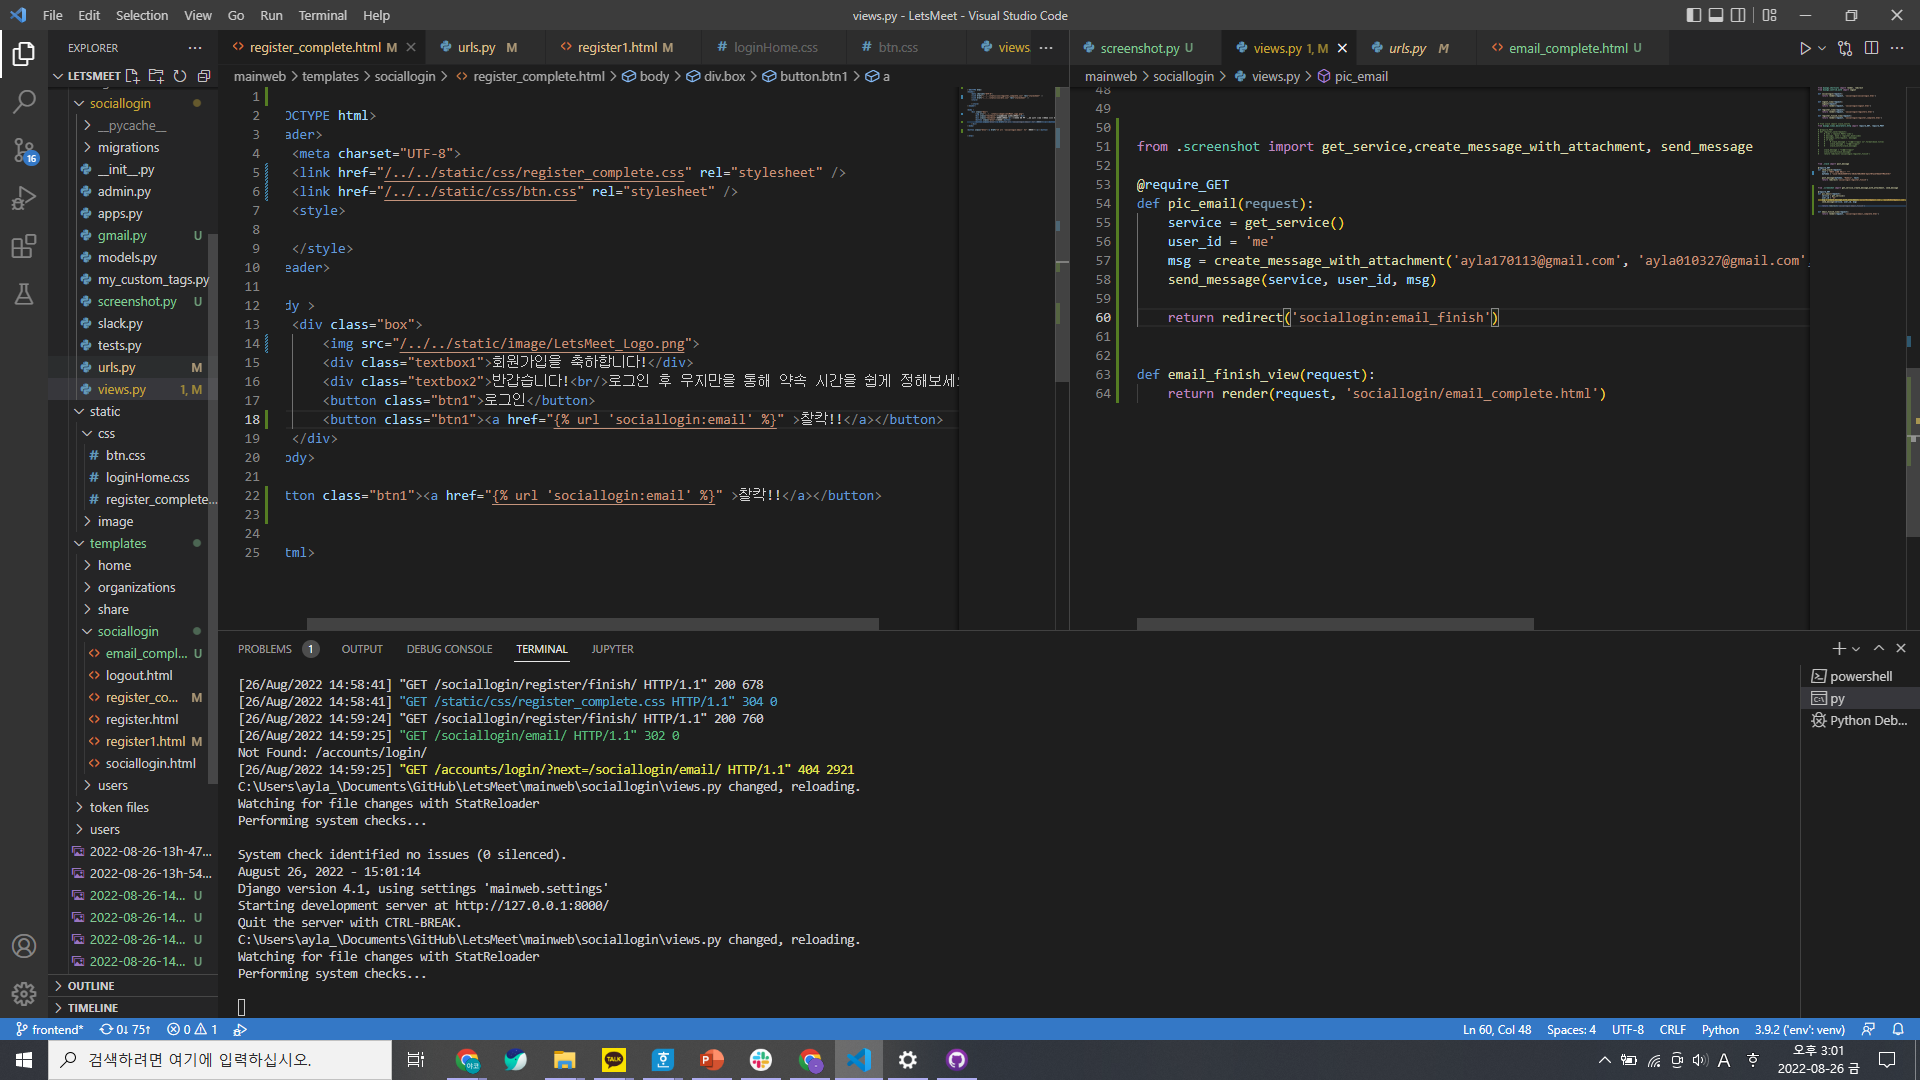 File Edit Selection View Go Run Terminal Help
views.py - LetsMeet - Visual Studio Code
EXPLORER
LETSMEET
sociallogin
__pycache__
migrations
__init__.py
admin.py
apps.py
gmail.py U
models.py
my_custom_tags.py
screenshot.py U
slack.py
tests.py
urls.py M
views.py 1, M
static
css
btn.css
loginHome.css
register_complete...
image
templates
home
organizations
share
sociallogin
email_compl... U
logout.html
register_co... M
register.html
register1.html M
sociallogin.html
users
token files
users
2022-08-26-13h-47...
2022-08-26-13h-54...
2022-08-26-14... U
2022-08-26-14... U
2022-08-26-14... U
2022-08-26-14... U
OUTLINE
TIMELINE
register_complete.html M
urls.py M
register1.html M
loginHome.css
btn.css
views
mainweb > templates > sociallogin > register_complete.html > body > div.box > button.btn1 > a
1
2 OCTYPE html>
3 ader>
4 <meta charset="UTF-8">
5 <link href="/../../static/css/register_complete.css" rel="stylesheet" />
6 <link href="/../../static/css/btn.css" rel="stylesheet" />
7 <style>
8
9 </style>
10 eader>
11
12 dy >
13 <div class="box">
14 <img src="/../../static/image/LetsMeet_Logo.png">
15 <div class="textbox1">회원가입을 축하합니다!</div>
16 <div class="textbox2">반갑습니다!<br/>로그인 후 우지만을 통해 약속 시간을 쉽게 정해보세
17 <button class="btn1">로그인</button>
18 <button class="btn1"><a href="{% url 'sociallogin:email' %}" >찰칵!!</a></button>
19 </div>
20 ody>
21
22 tton class="btn1"><a href="{% url 'sociallogin:email' %}" >찰칵!!</a></button>
23
24
25 tml>
screenshot.py U
views.py 1, M
urls.py M
email_complete.html U
mainweb > sociallogin > views.py > pic_email
48
49
50
51 from .screenshot import get_service,create_message_with_attachment, send_message
52
53 @require_GET
54 def pic_email(request):
55 service = get_service()
56 user_id = 'me'
57 msg = create_message_with_attachment('ayla170113@gmail.com', 'ayla010327@gmail.com'
58 send_message(service, user_id, msg)
59
60 return redirect('sociallogin:email_finish')
61
62
63 def email_finish_view(request):
64 return render(request, 'sociallogin/email_complete.html')
PROBLEMS 1 OUTPUT DEBUG CONSOLE TERMINAL JUPYTER
[26/Aug/2022 14:58:41] "GET /sociallogin/register/finish/ HTTP/1.1" 200 678
[26/Aug/2022 14:58:41] "GET /static/css/register_complete.css HTTP/1.1" 304 0
[26/Aug/2022 14:59:24] "GET /sociallogin/register/finish/ HTTP/1.1" 200 760
[26/Aug/2022 14:59:25] "GET /sociallogin/email/ HTTP/1.1" 302 0
Not Found: /accounts/login/
[26/Aug/2022 14:59:25] "GET /accounts/login/?next=/sociallogin/email/ HTTP/1.1" 404 2921
C:\Users\ayla_\Documents\GitHub\LetsMeet\mainweb\sociallogin\views.py changed, reloading.
Watching for file changes with StatReloader
Performing system checks...
System check identified no issues (0 silenced).
August 26, 2022 - 15:01:14
Django version 4.1, using settings 'mainweb.settings'
Starting development server at http://127.0.0.1:8000/
Quit the server with CTRL-BREAK.
C:\Users\ayla_\Documents\GitHub\LetsMeet\mainweb\sociallogin\views.py changed, reloading.
Watching for file changes with StatReloader
Performing system checks...
powershell
py
Python Deb...
16
frontend* 0↓ 75↑ 0 1
Ln 60, Col 48 Spaces: 4 UTF-8 CRLF Python 3.9.2 ('env': venv)
검색하려면 여기에 입력하십시오.
TALK
A
오후 3:01
2022-08-26 금